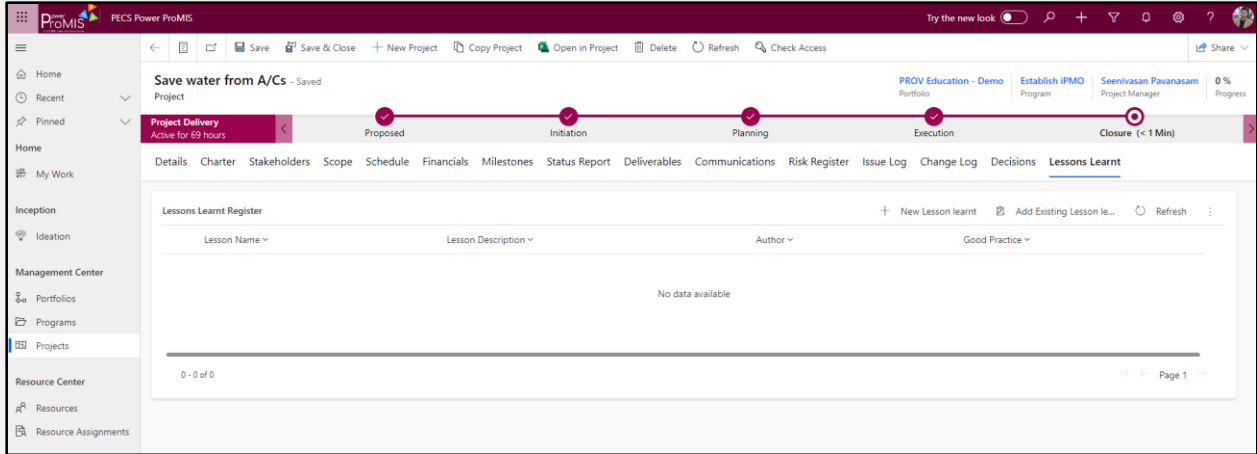 Power ProMIS PECS Power ProMIS Try the new look
Save Save & Close New Project Copy Project Open in Project Delete Refresh Check Access Share
Home
Recent
Pinned
Home
My Work
Inception
Ideation
Management Center
Portfolios
Programs
Projects
Resource Center
Resources
Resource Assignments
Save water from A/Cs - Saved
Project
PROV Education - Demo Establish iPMO Seenivasan Pavanasam 0 %
Portfolio Program Project Manager Progress
Project Delivery
Active for 69 hours
Proposed Initiation Planning Execution Closure (< 1 Min)
Details Charter Stakeholders Scope Schedule Financials Milestones Status Report Deliverables Communications Risk Register Issue Log Change Log Decisions Lessons Learnt
Lessons Learnt Register New Lesson learnt Add Existing Lesson le... Refresh
Lesson Name Lesson Description Author Good Practice
No data available
0 - 0 of 0 Page 1